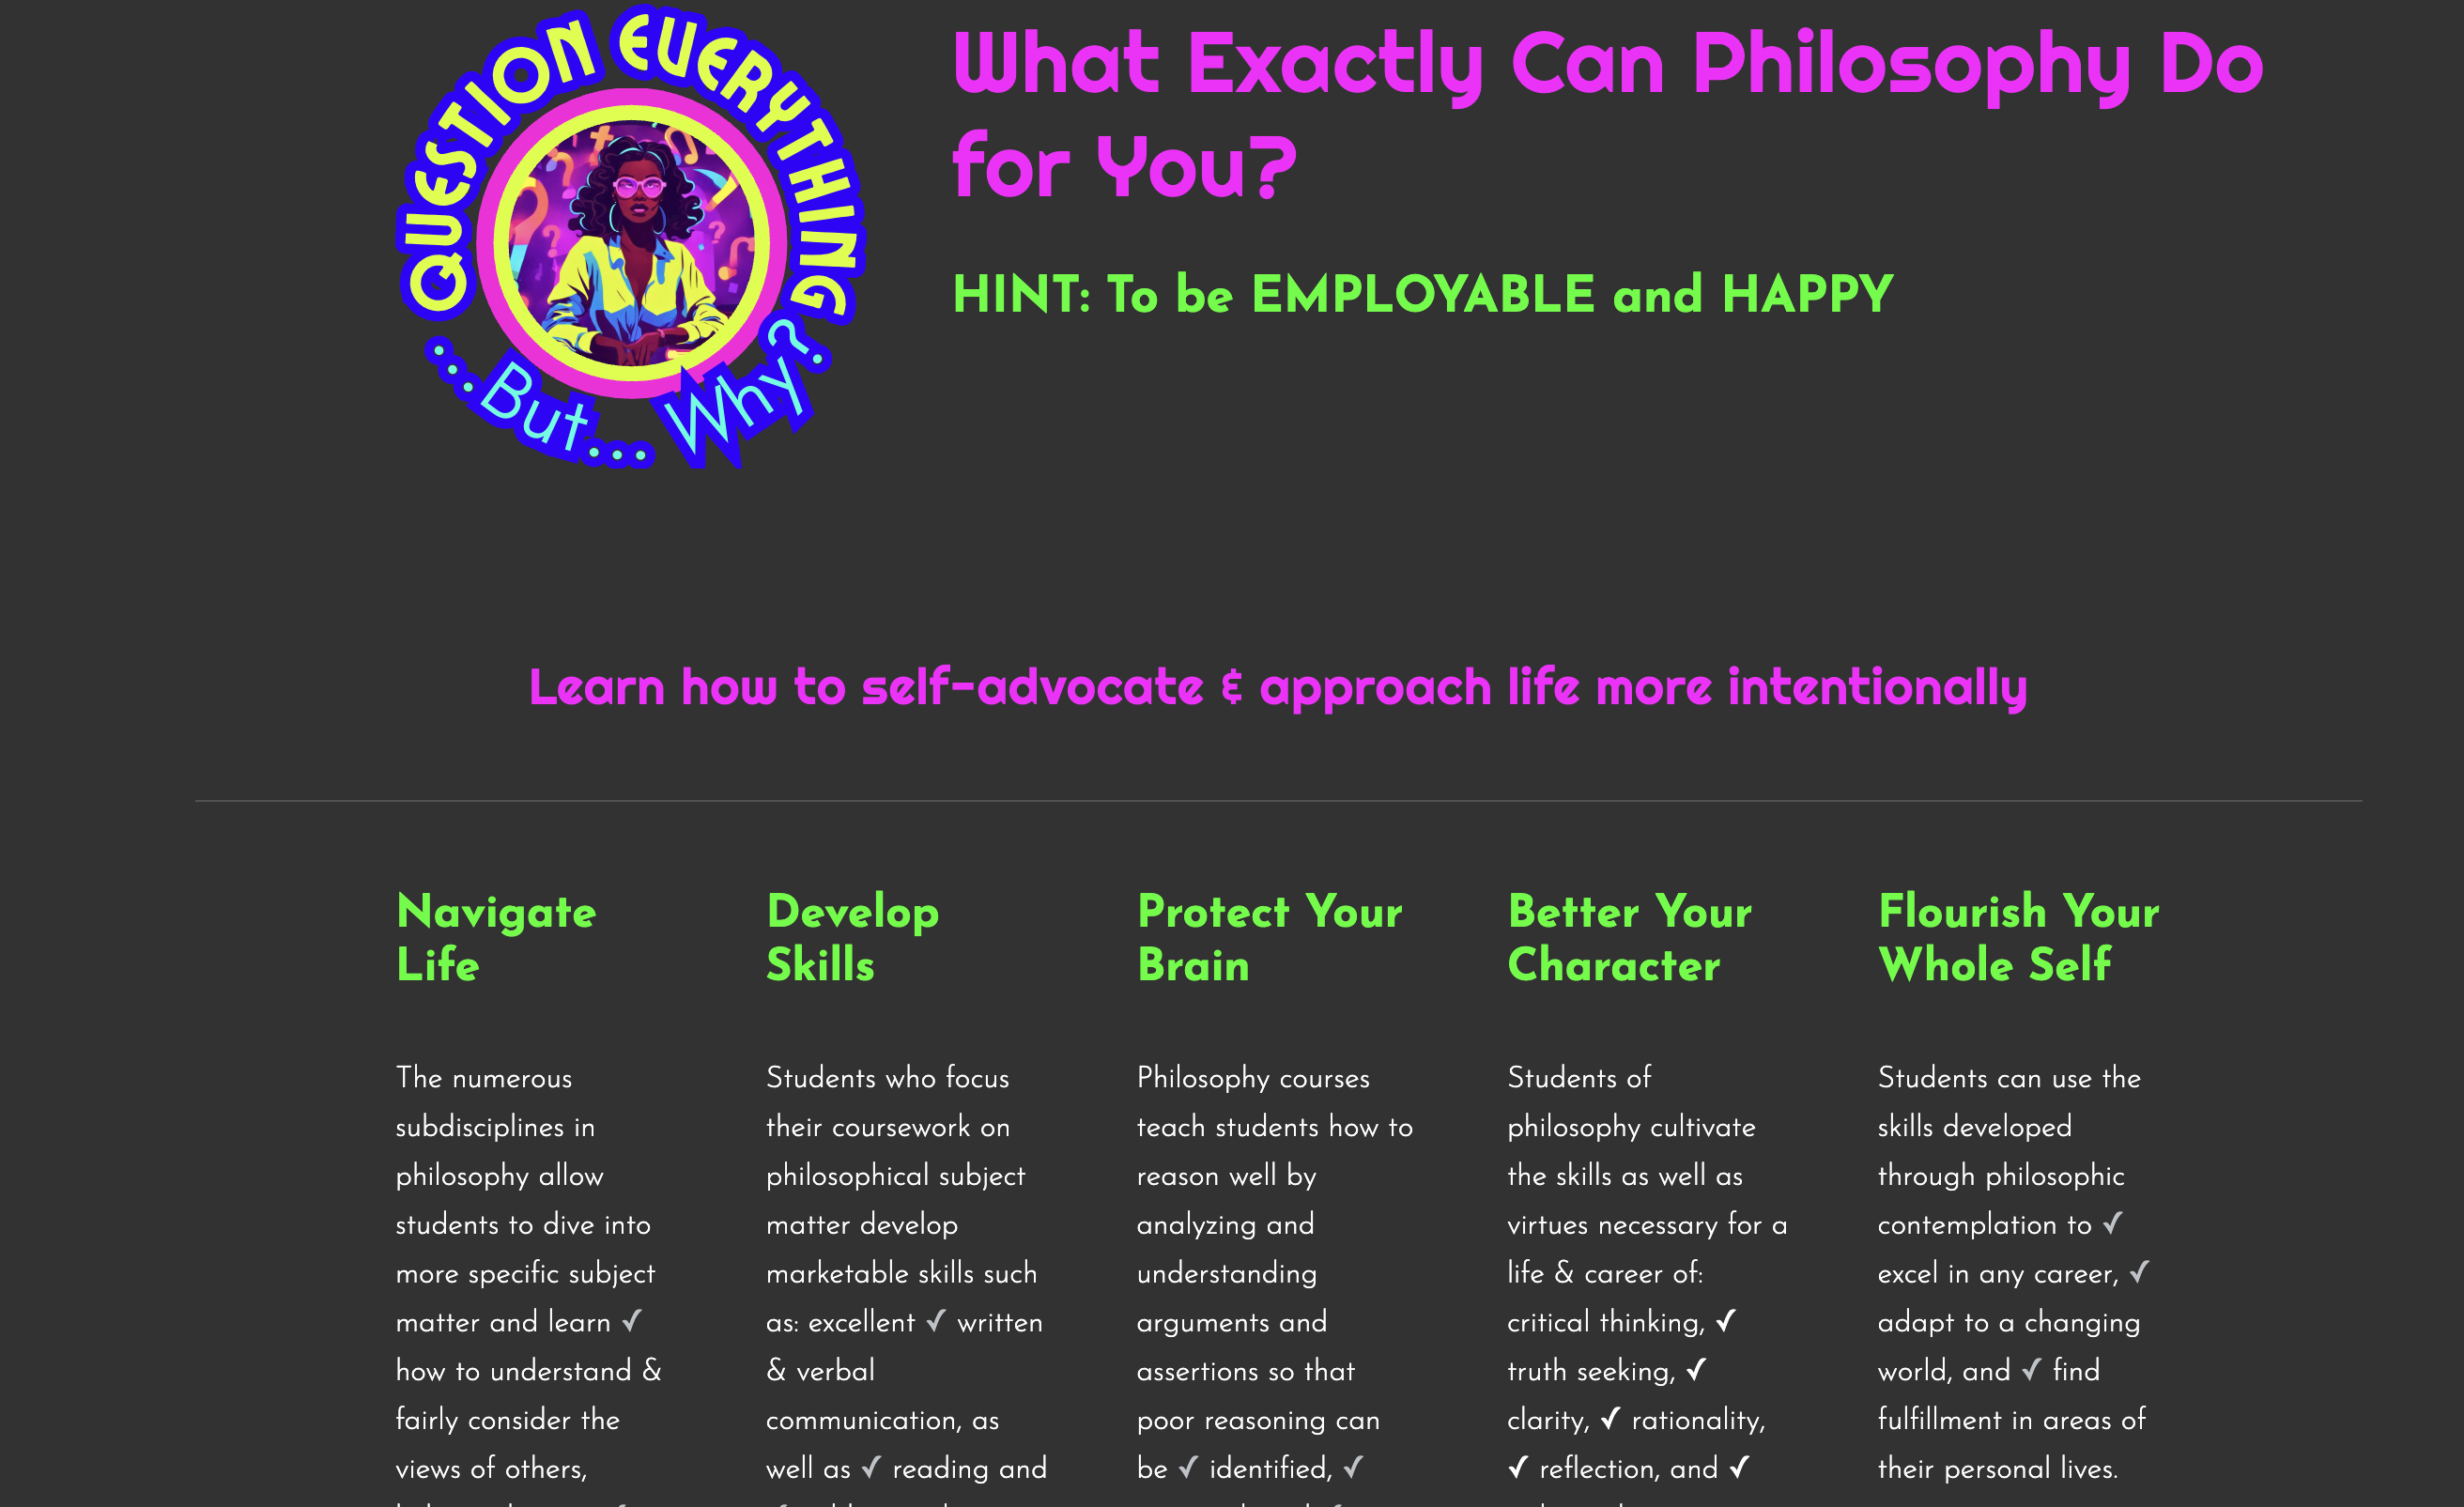 QUESTION EVERYTHING
...But... Why?
What Exactly Can Philosophy Do
for You?
HINT: To be EMPLOYABLE and HAPPY
Learn how to self-advocate & approach life more intentionally
Navigate
Life
The numerous
subdisciplines in
philosophy allow
students to dive into
more specific subject
matter and learn ✓
how to understand &
fairly consider the
views of others,
Develop
Skills
Students who focus
their coursework on
philosophical subject
matter develop
marketable skills such
as: excellent ✓ written
& verbal
communication, as
well as ✓ reading and
Protect Your
Brain
Philosophy courses
teach students how to
reason well by
analyzing and
understanding
arguments and
assertions so that
poor reasoning can
be ✓ identified, ✓
Better Your
Character
Students of
philosophy cultivate
the skills as well as
virtues necessary for a
life & career of:
critical thinking, ✓
truth seeking, ✓
clarity, ✓ rationality,
✓ reflection, and ✓
Flourish Your
Whole Self
Students can use the
skills developed
through philosophic
contemplation to ✓
excel in any career, ✓
adapt to a changing
world, and ✓ find
fulfillment in areas of
their personal lives.